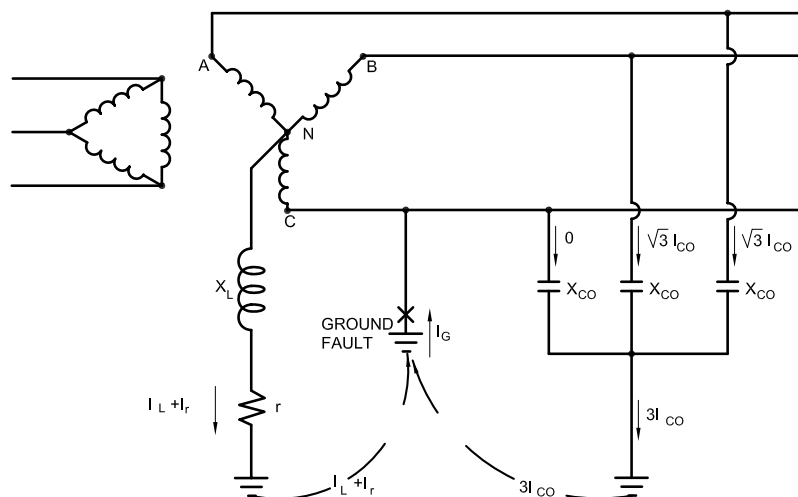 A
B
N
C
0
√3 I_CO
√3 I_CO
X_L
X_CO
X_CO
X_CO
GROUND
FAULT
I_G
I_L + I_r
r
3I_CO
I_L + I_r
3I_CO